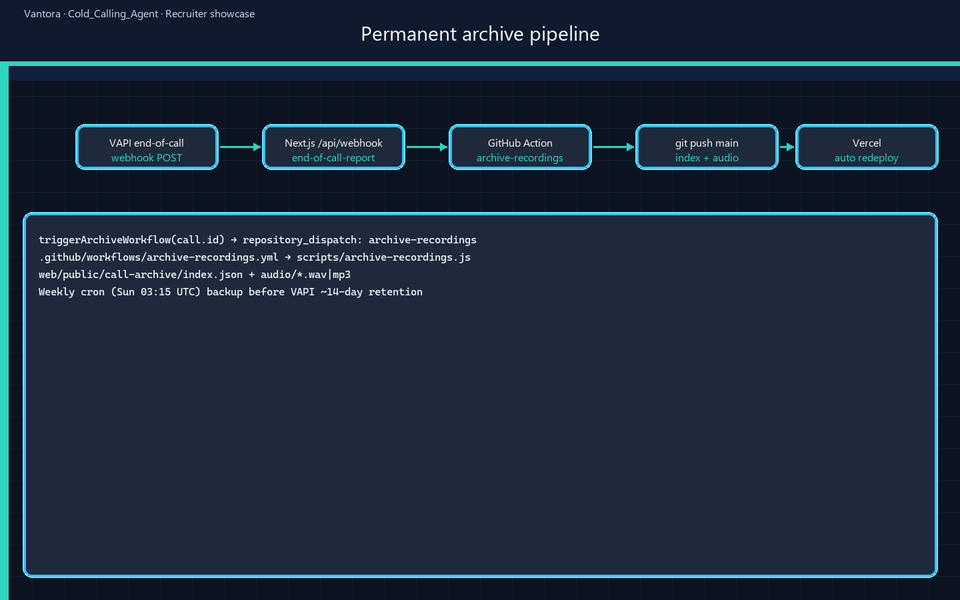 Vantora · Cold_Calling_Agent · Recruiter showcase
Permanent archive pipeline
VAPI end-of-call
webhook POST
Next.js /api/webhook
end-of-call-report
GitHub Action
archive-recordings
git push main
index + audio
Vercel
auto redeploy
triggerArchiveWorkflow(call.id) → repository_dispatch: archive-recordings
.github/workflows/archive-recordings.yml → scripts/archive-recordings.js
web/public/call-archive/index.json + audio/*.wav|mp3
Weekly cron (Sun 03:15 UTC) backup before VAPI ~14-day retention